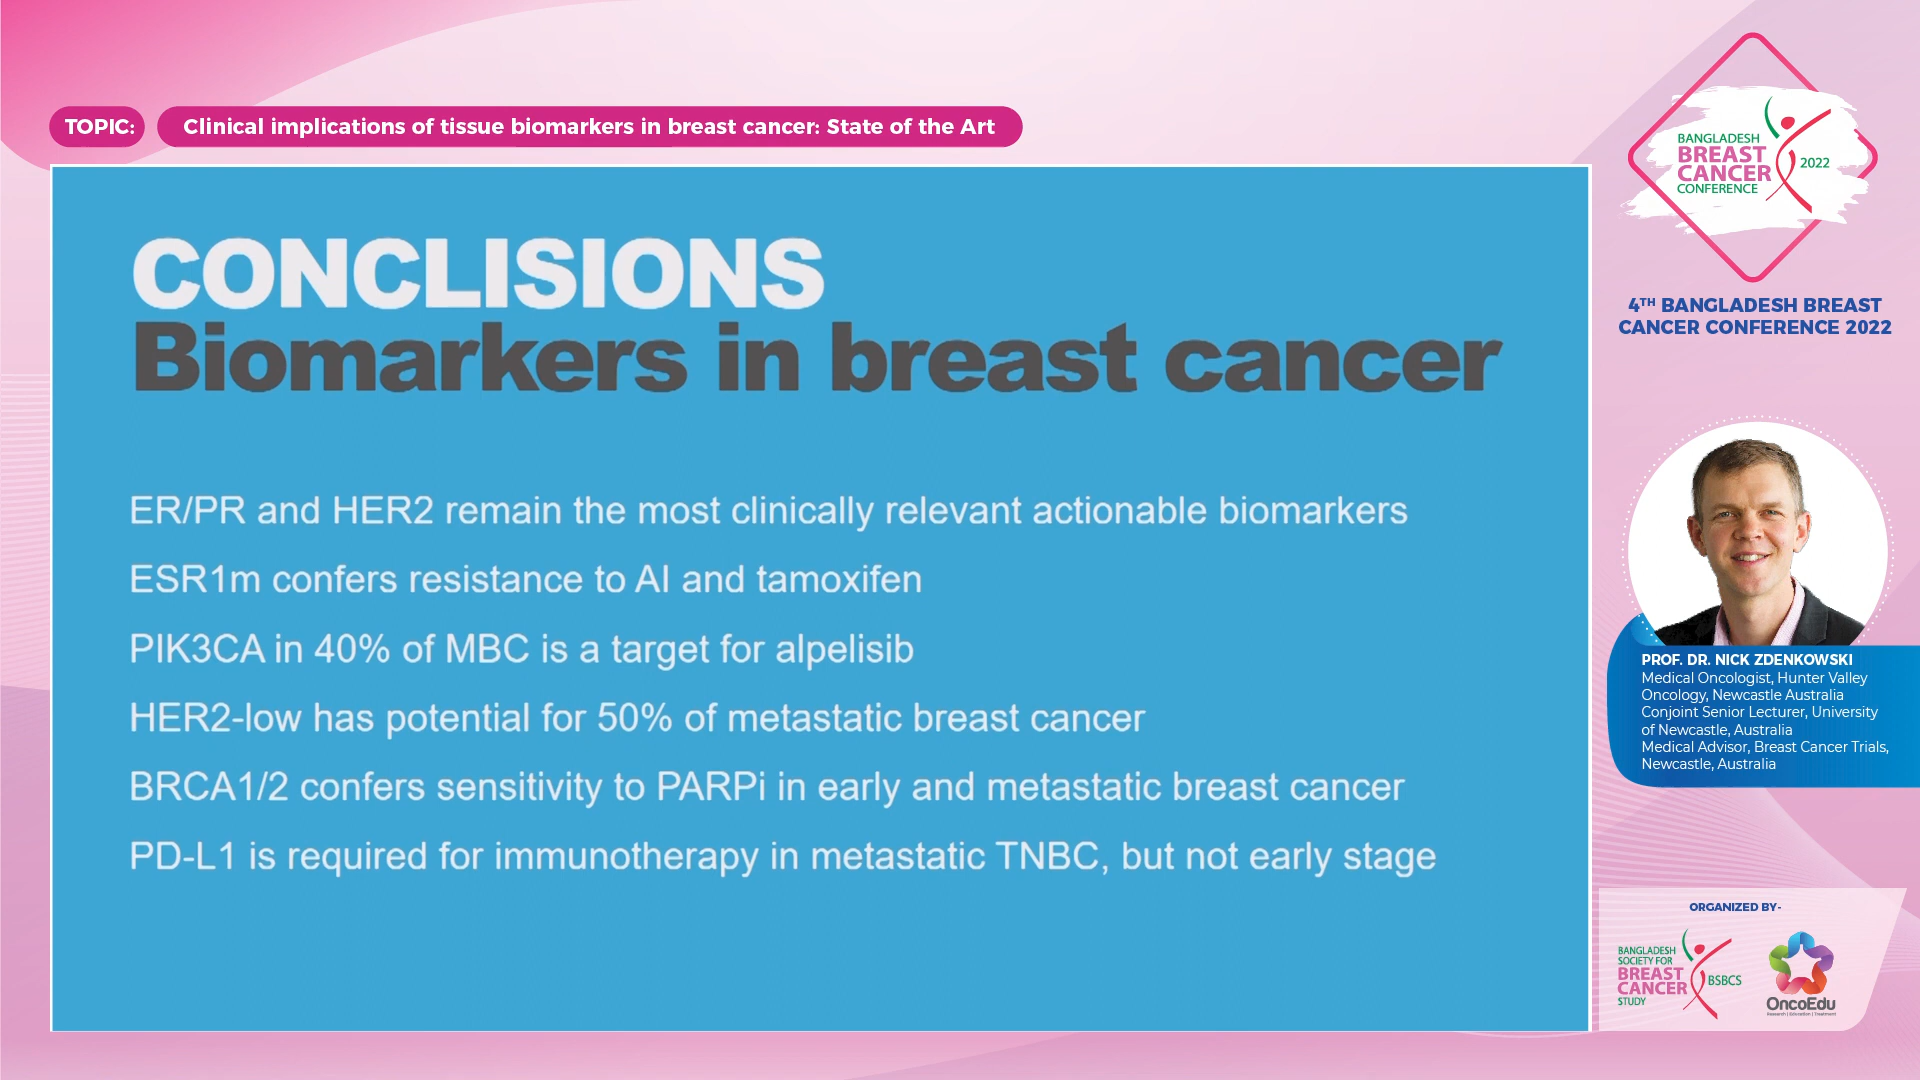 TOPIC:
Clinical implications of tissue biomarkers in breast cancer: State of the Art
CONCLISIONS
Biomarkers in breast cancer
ER/PR and HER2 remain the most clinically relevant actionable biomarkers
ESR1m confers resistance to AI and tamoxifen
PIK3CA in 40% of MBC is a target for alpelisib
HER2-low has potential for 50% of metastatic breast cancer
BRCA1/2 confers sensitivity to PARPi in early and metastatic breast cancer
PD-L1 is required for immunotherapy in metastatic TNBC, but not early stage
BANGLADESH
BREAST
CANCER
CONFERENCE
2022
4TH BANGLADESH BREAST
CANCER CONFERENCE 2022
PROF. DR. NICK ZDENKOWSKI
Medical Oncologist, Hunter Valley
Oncology, Newcastle Australia
Conjoint Senior Lecturer, University
of Newcastle, Australia
Medical Advisor, Breast Cancer Trials,
Newcastle, Australia
ORGANIZED BY-
BANGLADESH
SOCIETY FOR
BREAST
CANCER
STUDY
BSBCS
OncoEdu
Research | Education | Treatment